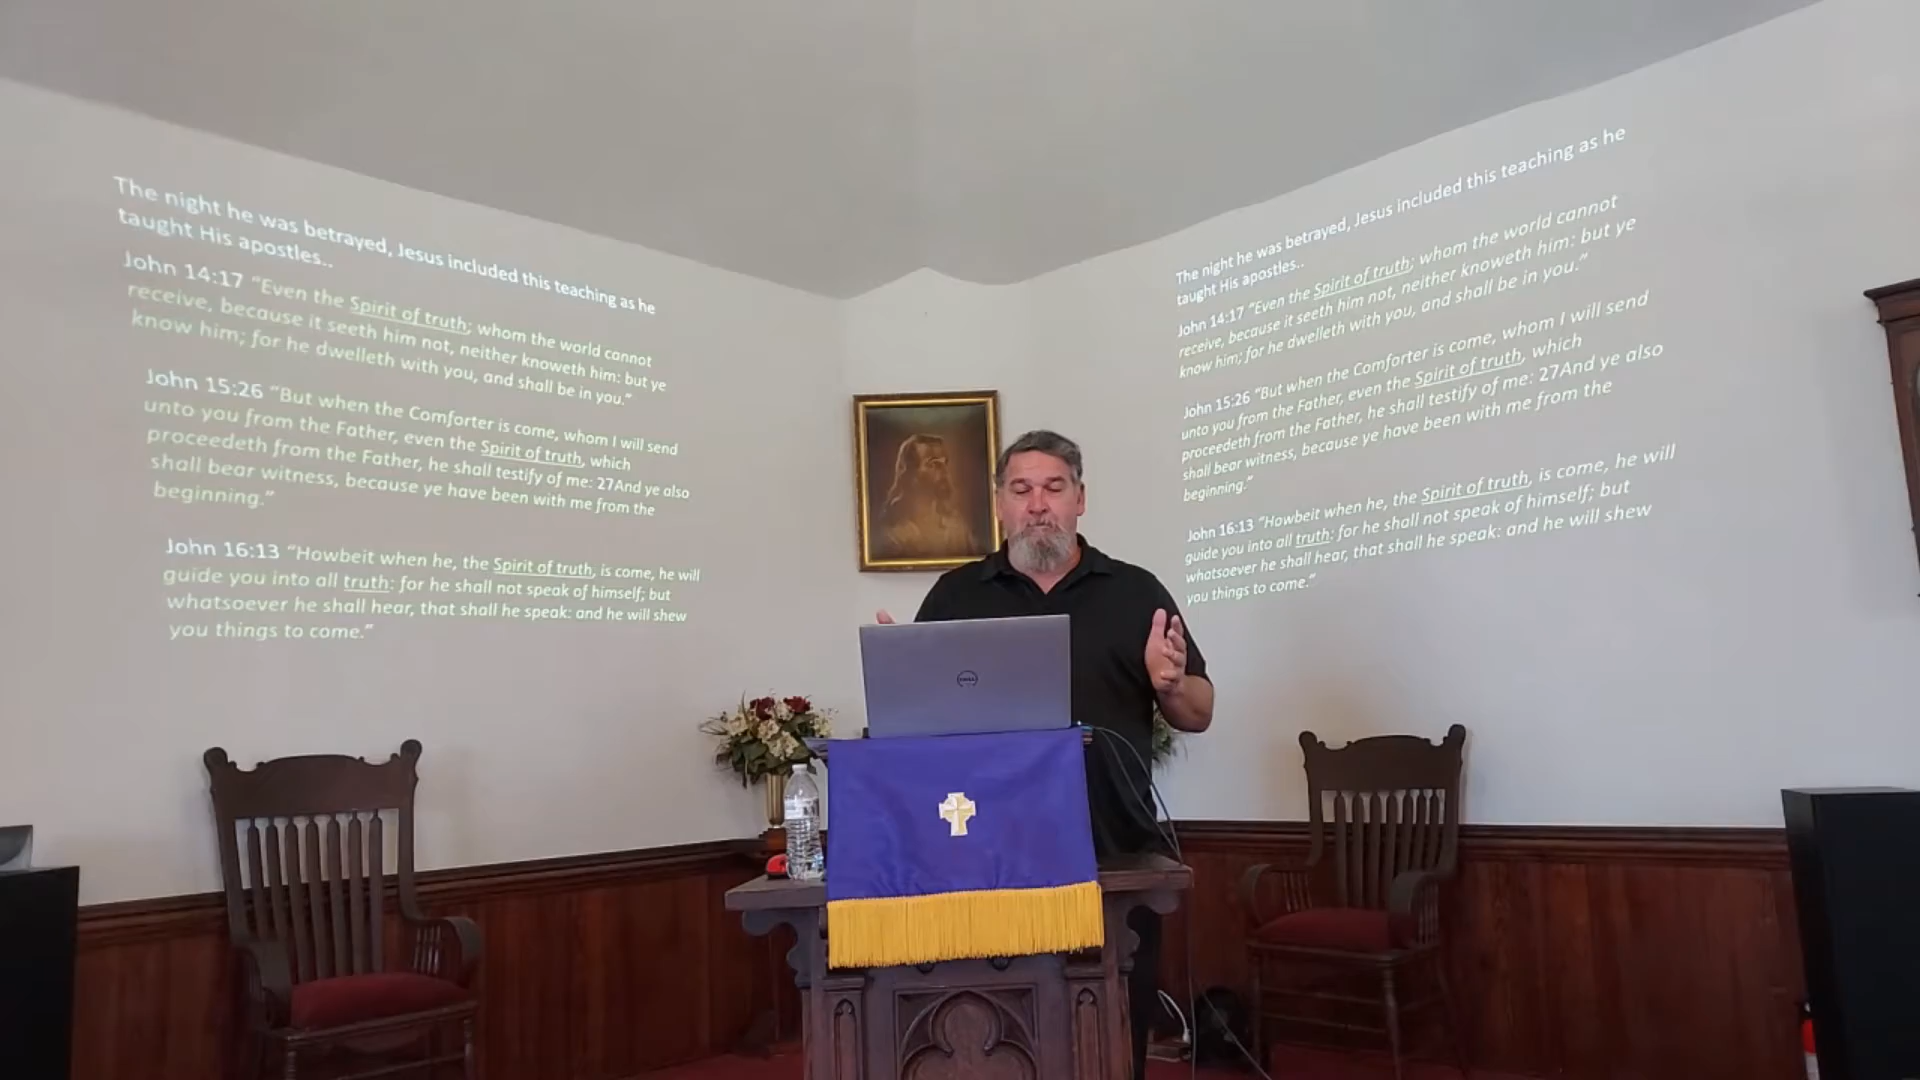 The night he was betrayed, Jesus included this teaching as he
taught His apostles..
John 14:17 “Even the Spirit of truth; whom the world cannot
receive, because it seeth him not, neither knoweth him: but ye
know him; for he dwelleth with you, and shall be in you.”
John 15:26 “But when the Comforter is come, whom I will send
unto you from the Father, even the Spirit of truth, which
proceedeth from the Father, he shall testify of me: 27And ye also
shall bear witness, because ye have been with me from the
beginning.”
John 16:13 “Howbeit when he, the Spirit of truth, is come, he will
guide you into all truth: for he shall not speak of himself; but
whatsoever he shall hear, that shall he speak: and he will shew
you things to come.”
The night he was betrayed, Jesus included this teaching as he
taught His apostles..
John 14:17 “Even the Spirit of truth; whom the world cannot
receive, because it seeth him not, neither knoweth him: but ye
know him; for he dwelleth with you, and shall be in you.”
John 15:26 “But when the Comforter is come, whom I will send
unto you from the Father, even the Spirit of truth, which
proceedeth from the Father, he shall testify of me: 27And ye also
shall bear witness, because ye have been with me from the
beginning.”
John 16:13 “Howbeit when he, the Spirit of truth, is come, he will
guide you into all truth: for he shall not speak of himself; but
whatsoever he shall hear, that shall he speak: and he will shew
you things to come.”
DELL